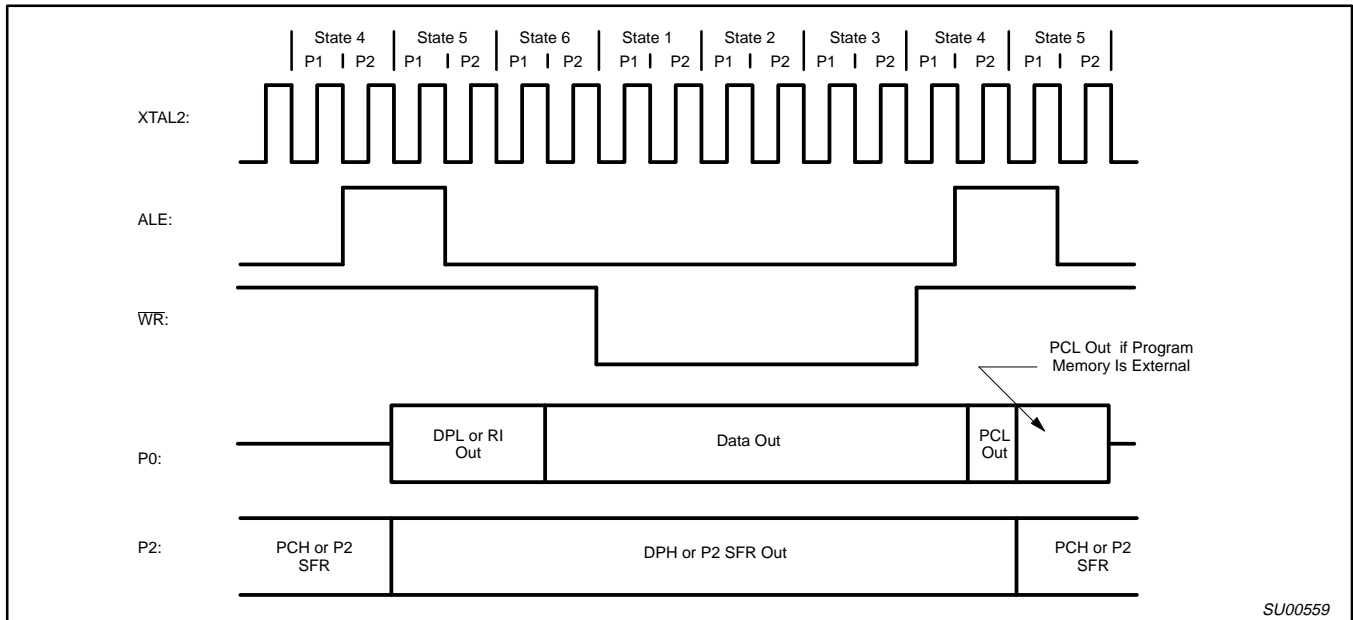 State 4 State 5 State 6 State 1 State 2 State 3 State 4 State 5
P1 P2 P1 P2 P1 P2 P1 P2 P1 P2 P1 P2 P1 P2 P1 P2
XTAL2:
ALE:
WR:
PCL Out if Program
Memory Is External
P0:
DPL or RI
Out
Data Out
PCL
Out
P2:
PCH or P2
SFR
DPH or P2 SFR Out
PCH or P2
SFR
SU00559